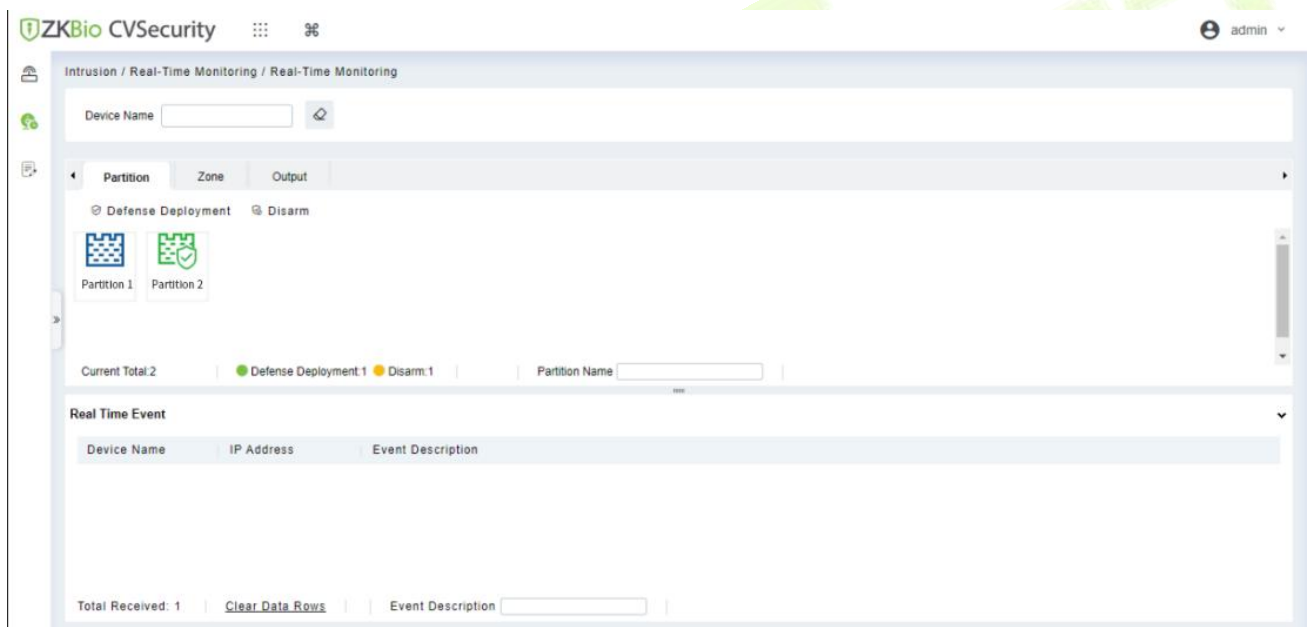 ZKBio CVSecurity
admin
Intrusion / Real-Time Monitoring / Real-Time Monitoring
Device Name
Partition Zone Output
Defense Deployment Disarm
Partition 1 Partition 2
Current Total:2 Defense Deployment:1 Disarm:1 Partition Name
Real Time Event
Device Name IP Address Event Description
Total Received: 1 Clear Data Rows Event Description